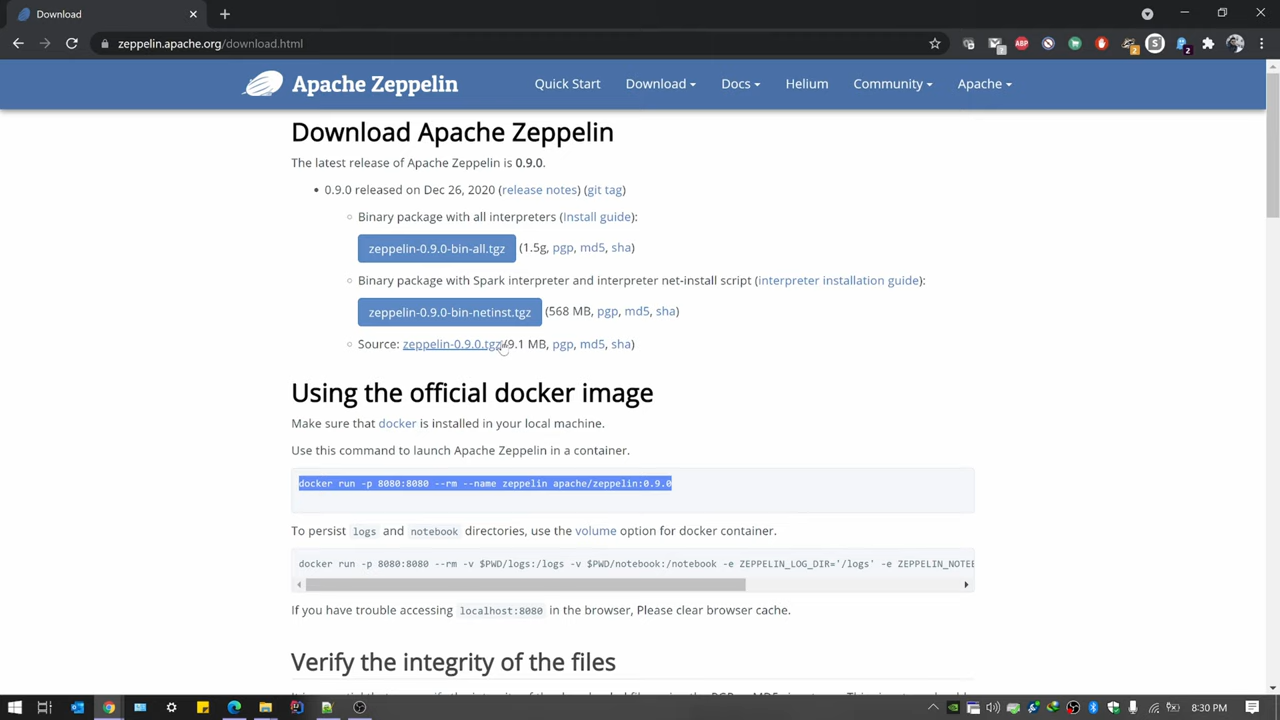 Download
zeppelin.apache.org/download.html
Apache Zeppelin
Quick Start
Download
Docs
Helium
Community
Apache
Download Apache Zeppelin
The latest release of Apache Zeppelin is 0.9.0.
0.9.0 released on Dec 26, 2020 (release notes) (git tag)
Binary package with all interpreters (Install guide):
zeppelin-0.9.0-bin-all.tgz (1.5g, pgp, md5, sha)
Binary package with Spark interpreter and interpreter net-install script (interpreter installation guide):
zeppelin-0.9.0-bin-netinst.tgz (568 MB, pgp, md5, sha)
Source: zeppelin-0.9.0.tgz(9.1 MB, pgp, md5, sha)
Using the official docker image
Make sure that docker is installed in your local machine.
Use this command to launch Apache Zeppelin in a container.
docker run -p 8080:8080 --rm --name zeppelin apache/zeppelin:0.9.0
To persist logs and notebook directories, use the volume option for docker container.
docker run -p 8080:8080 --rm -v $PWD/logs:/logs -v $PWD/notebook:/notebook -e ZEPPELIN_LOG_DIR='/logs' -e ZEPPELIN_NOTE
If you have trouble accessing localhost:8080 in the browser, Please clear browser cache.
Verify the integrity of the files
8:30 PM